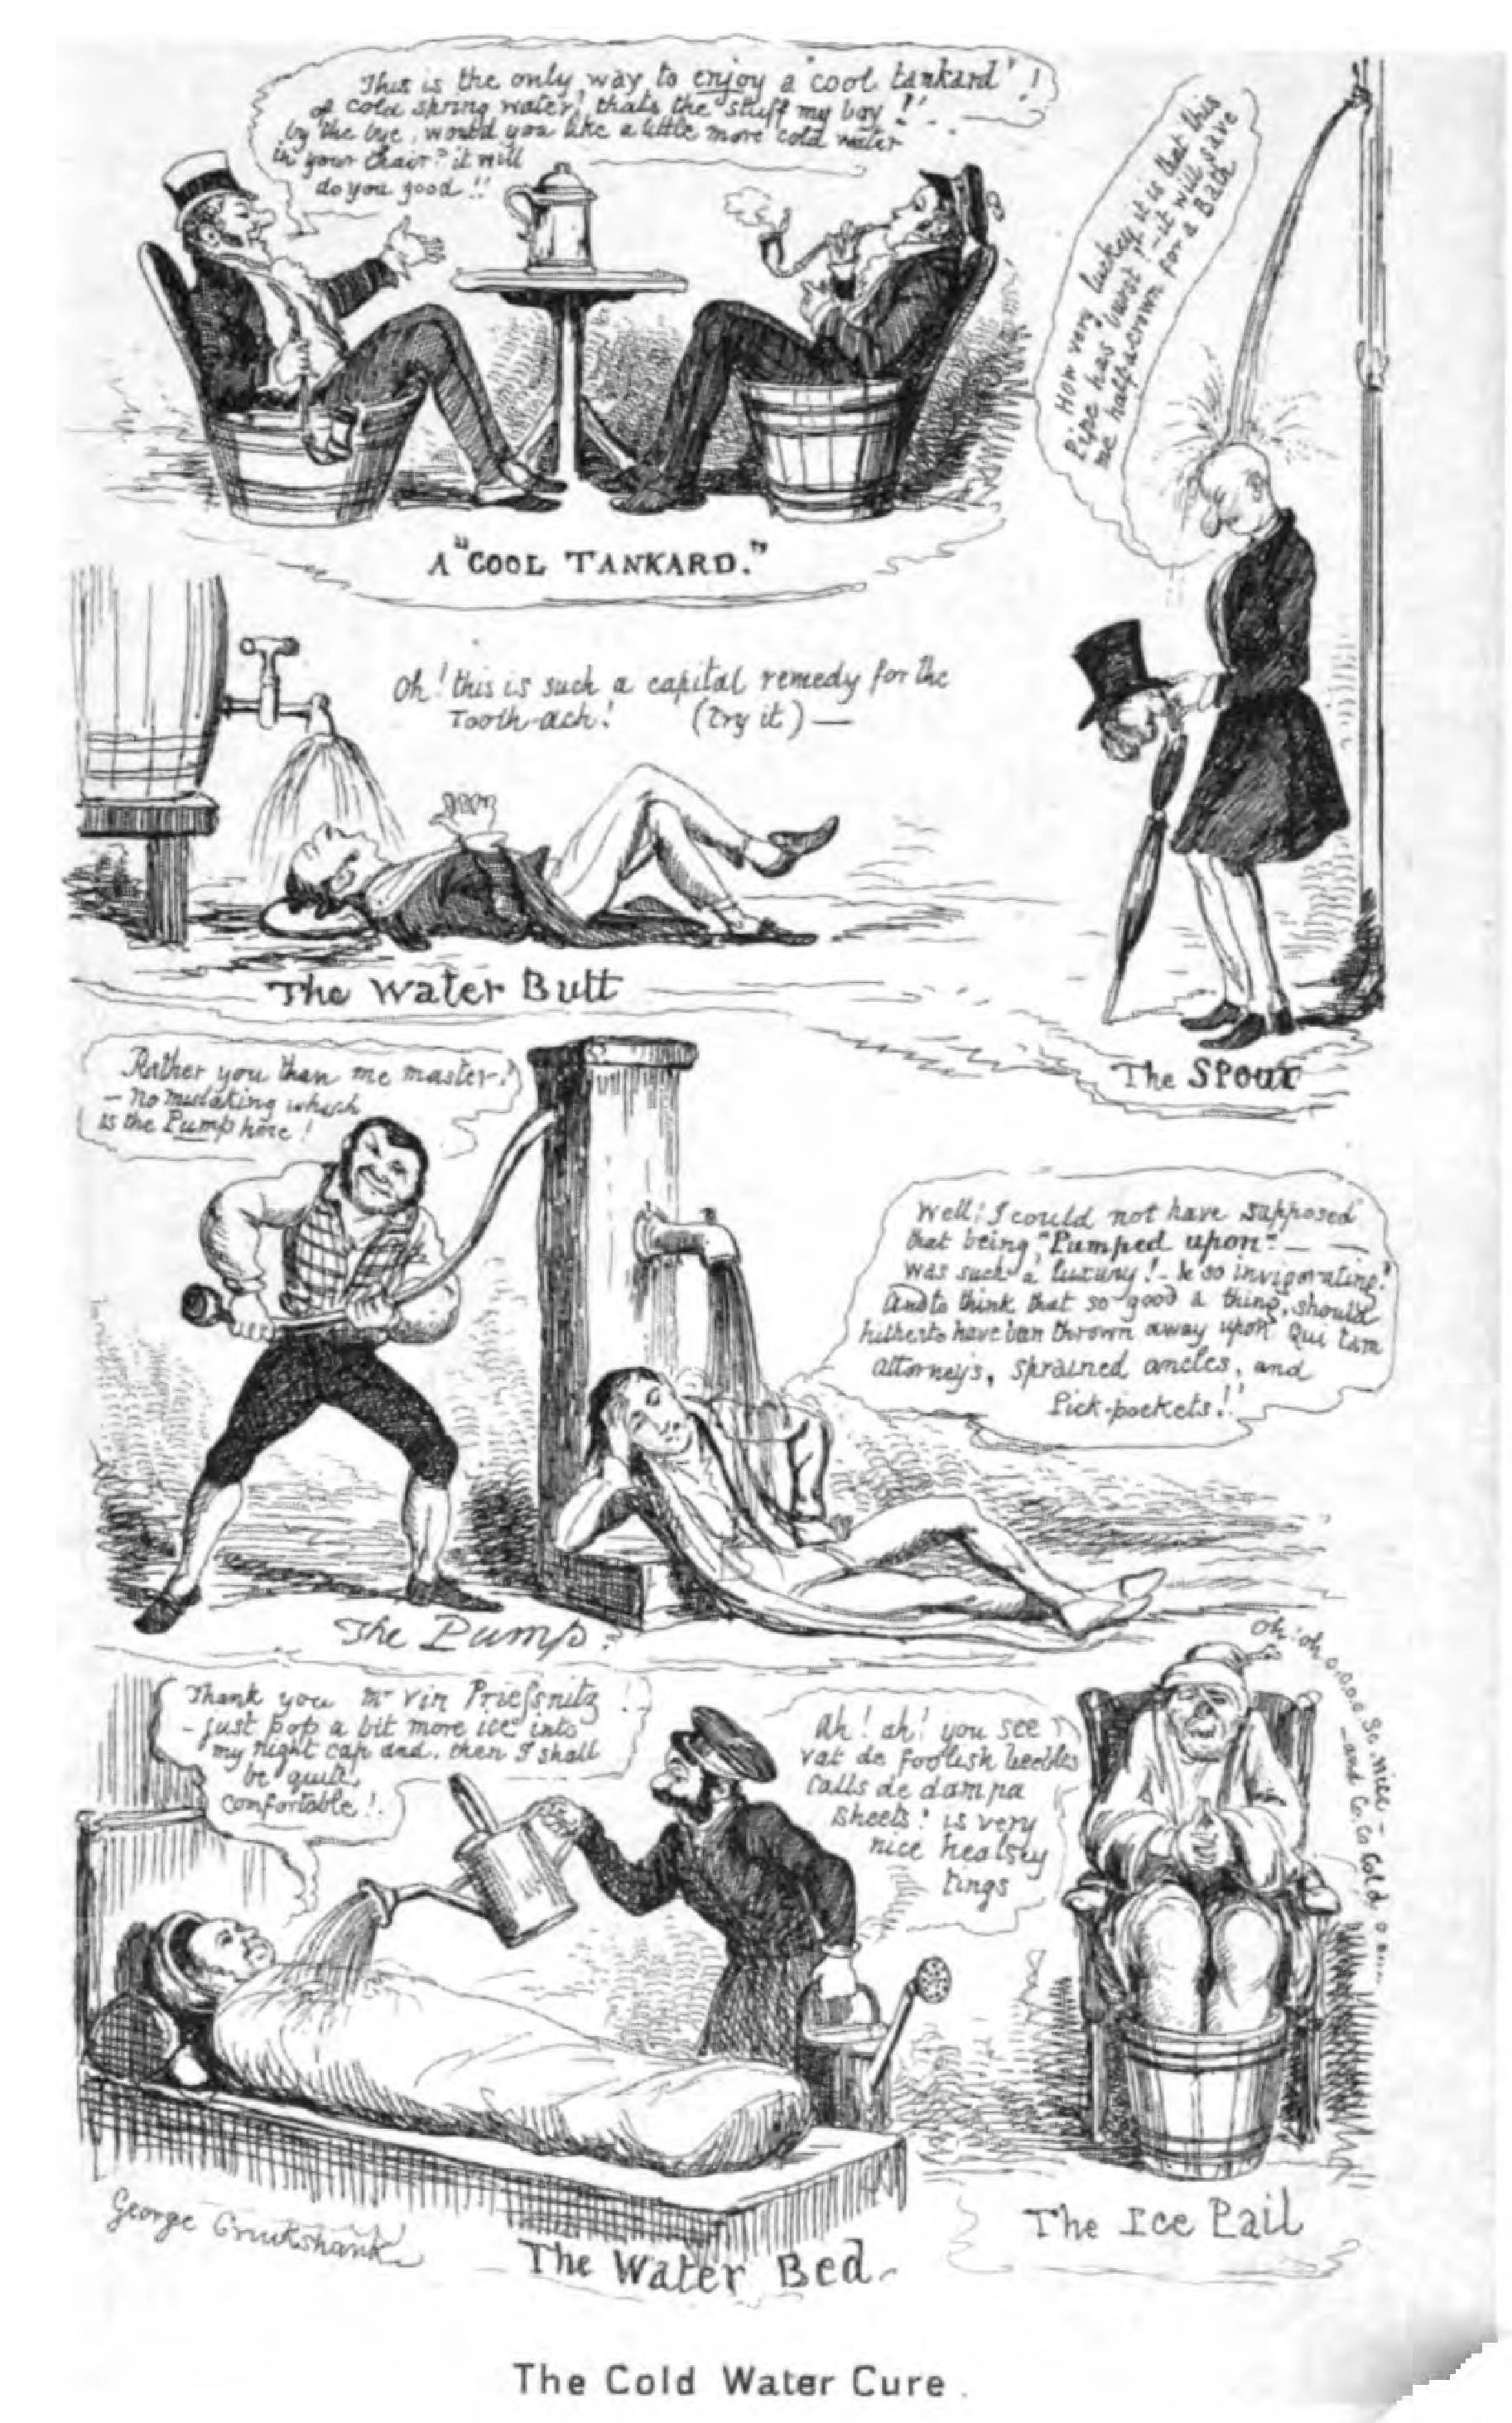 This is the only way to enjoy a "cool tankard"!
of cold spring water! thats the "stuff my boy"!!
by the bye, would you like a little more cold water
in your Chair? it will
do you good!!
A "COOL TANKARD."
How very luckey it is that this
Pipe has "burst"! – it will save
me half-a-crown for a Bath
The SPOUT
Oh! this is such a capital remedy for the
Tooth-ach! (try it) —
The Water Butt
Rather you than me master!
– no mistaking which
is the Pump here!
The Pump.
Well! I could not have supposed
that being "Pumped upon" — —
was such a luxury! – & so invigorating!
And to think that so good a thing, should
hitherto have been thrown away upon Qui tam
attorney's, sprained ancles, and
Pick-pockets!!
Thank you Mr Vin Priessnitz!
– just pop a bit more ice into
my night cap and, then I shall
be quite
comfortable!
Ah! ah! you see
vat de foolish beebles
calls de dampa
sheets! is very
nice healsey
tings
The Water Bed
Oh! oh o.o.o.o So nice –
– and Co. Co Cold
The Ice Pail
George Cruikshank
The Cold Water Cure.